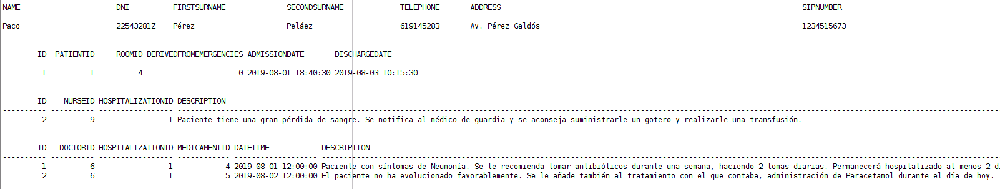 NAME DNI FIRSTSURNAME SECONDSURNAME TELEPHONE ADDRESS SIPNUMBER
Paco 22543281Z Pérez Peláez 619145283 Av. Pérez Galdós 1234515673
ID PATIENTID ROOMID DERIVEDFROMEMERGENCIES ADMISSIONDATE DISCHARGEDATE
1 1 4 0 2019-08-01 18:40:30 2019-08-03 10:15:30
ID NURSEID HOSPITALIZATIONID DESCRIPTION
2 9 1 Paciente tiene una gran pérdida de sangre. Se notifica al médico de guardia y se aconseja suministrarle un gotero y realizarle una transfusión.
ID DOCTORID HOSPITALIZATIONID MEDICAMENTID DATETIME DESCRIPTION
1 6 1 4 2019-08-01 12:00:00 Paciente con síntomas de Neumonía. Se le recomienda tomar antibióticos durante una semana, haciendo 2 tomas diarias. Permanecerá hospitalizado al menos 2 di
2 6 1 5 2019-08-02 12:00:00 El paciente no ha evolucionado favorablemente. Se le añade también al tratamiento con el que contaba, administración de Paracetamol durante el día de hoy.